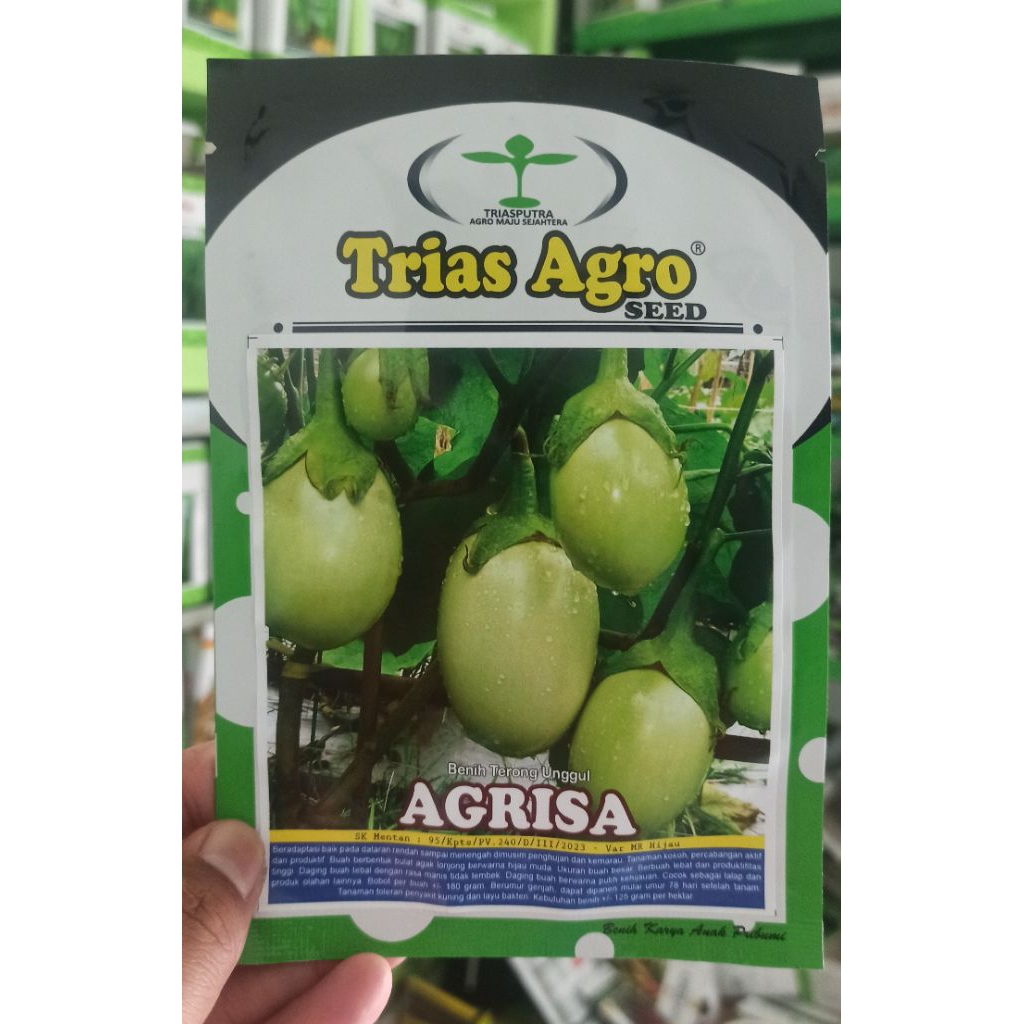 TRIASPUTRA
AGRO MAJU SEJAHTERA
Trias Agro®
SEED
Benih Terong Unggul
AGRISA
SK Mentan : 95/Kpts/PV.240/D/III/2023 - Var MR Hijau
Beradaptasi baik pada dataran rendah sampai menengah dimusim penghujan dan kemarau. Tanaman kokoh, percabangan aktif
dan produktif. Buah berbentuk bulat agak lonjong berwarna hijau muda. Ukuran buah besar. Berbuah lebat dan produktifitas
tinggi. Daging buah tebal dengan rasa manis tidak lembek. Daging buah berwarna putih kehijauan. Cocok sebagai lalap dan
produk olahan lainnya. Bobot per buah +/- 180 gram. Berumur genjah, dapat dipanen mulai umur 78 hari setelah tanam.
Tanaman toleran penyakit kuning dan layu bakteri. Kebutuhan benih +/- 125 gram per hektar.
Benih Karya Anak Pribumi